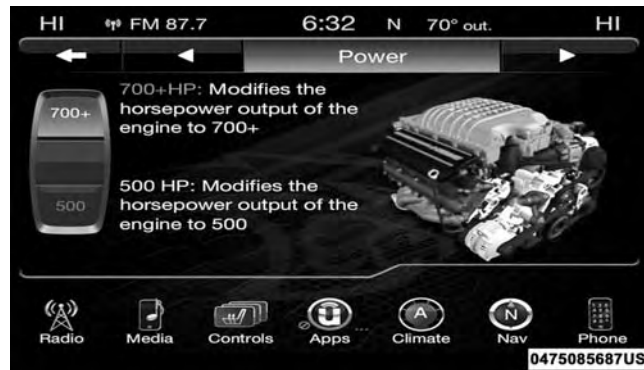 HI FM 87.7 6:32 N 70° out. HI
Power
700+HP: Modifies the
horsepower output of the
engine to 700+
700+
500 HP: Modifies the
horsepower output of the
engine to 500
500
A N
Radio Media Controls Apps Climate Nav Phone
0475085687US